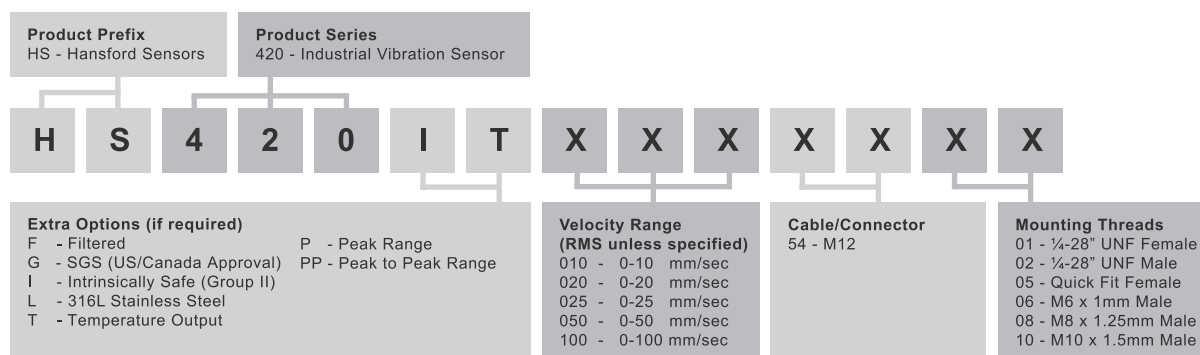 Product Prefix
HS - Hansford Sensors
Product Series
420 - Industrial Vibration Sensor
H S 4 2 0 I T X X X X X X X
Extra Options (if required)
F - Filtered
G - SGS (US/Canada Approval)
I - Intrinsically Safe (Group II)
L - 316L Stainless Steel
T - Temperature Output
P - Peak Range
PP - Peak to Peak Range
Velocity Range
(RMS unless specified)
010 - 0-10 mm/sec
020 - 0-20 mm/sec
025 - 0-25 mm/sec
050 - 0-50 mm/sec
100 - 0-100 mm/sec
Cable/Connector
54 - M12
Mounting Threads
01 - ¼-28” UNF Female
02 - ¼-28” UNF Male
05 - Quick Fit Female
06 - M6 x 1mm Male
08 - M8 x 1.25mm Male
10 - M10 x 1.5mm Male